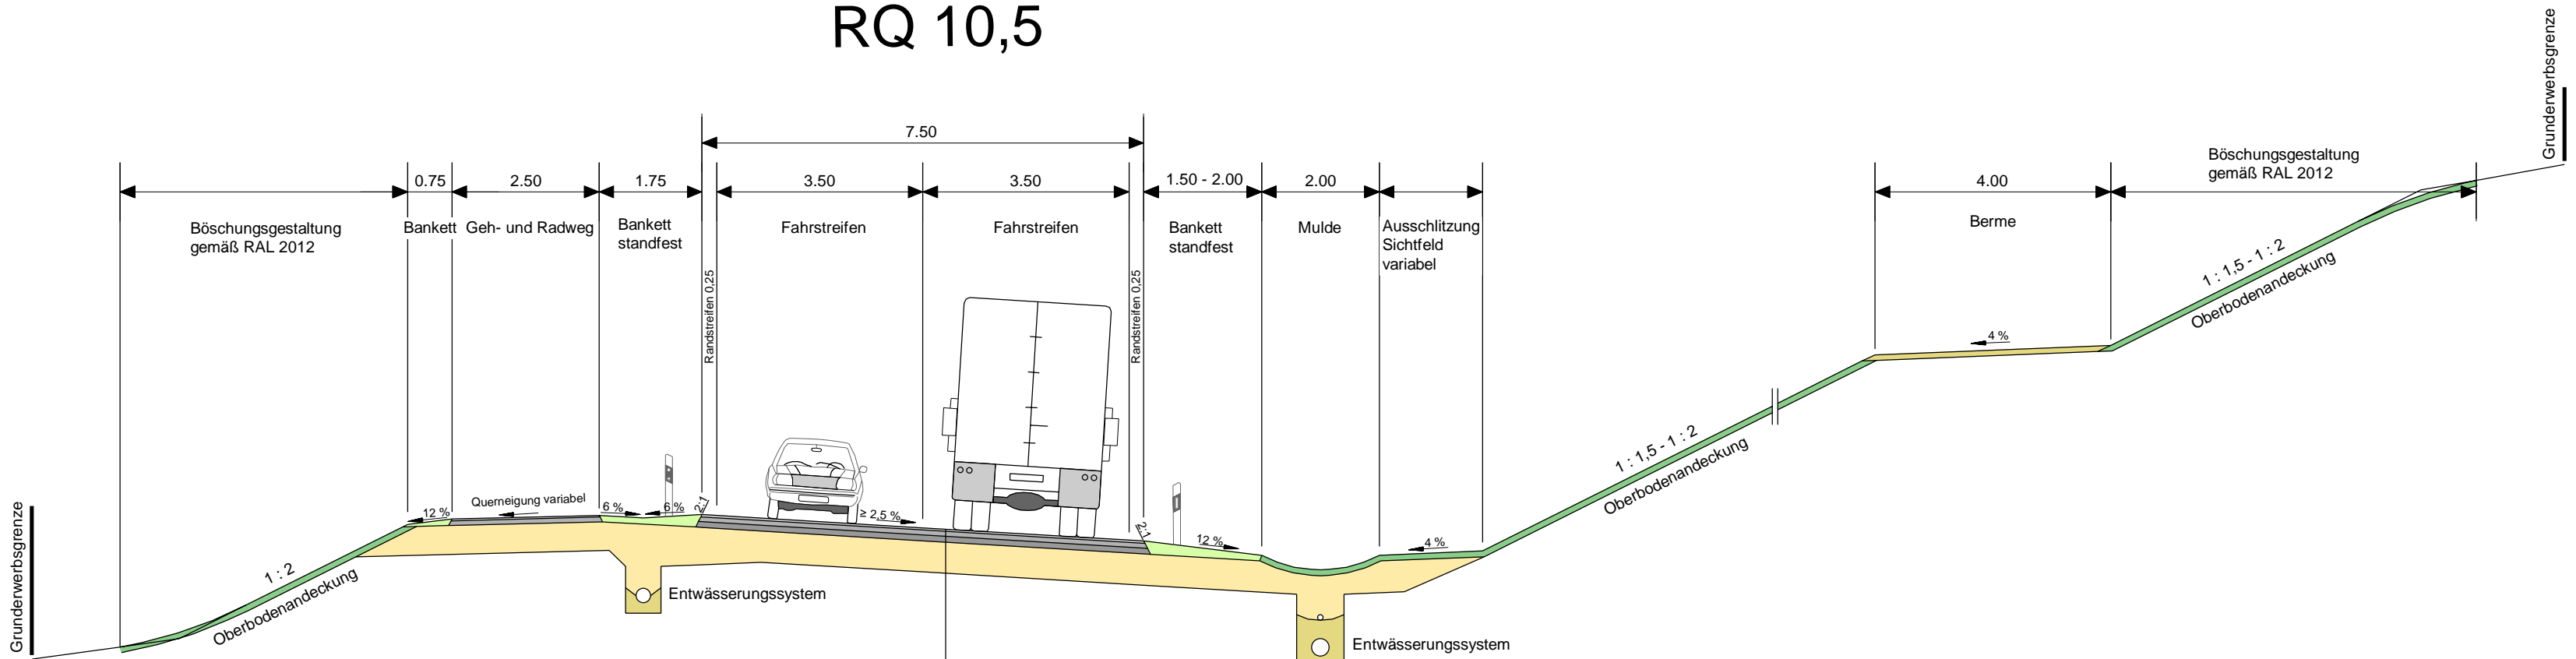 RQ 10,5
Grunderwerbsgrenze
7.50
0.75
2.50
1.75
3.50
3.50
1.50 - 2.00
2.00
4.00
Böschungsgestaltung
gemäß RAL 2012
Böschungsgestaltung
gemäß RAL 2012
Bankett
Geh- und Radweg
Bankett
standfest
Fahrstreifen
Fahrstreifen
Bankett
standfest
Mulde
Ausschlitzung
Sichtfeld
variabel
Berme
Randstreifen 0,25
Randstreifen 0,25
1 : 1,5 - 1 : 2
Oberbodenandeckung
4 %
1 : 1,5 - 1 : 2
Oberbodenandeckung
Grunderwerbsgrenze
12 %
Querneigung variabel
6 %
6 %
2:1
≥ 2,5 %
2:1
12 %
4 %
1 : 2
Oberbodenandeckung
Entwässerungssystem
Entwässerungssystem